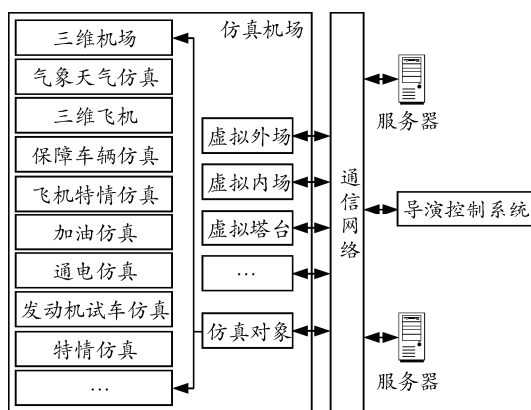 仿真机场
三维机场
气象天气仿真
三维飞机
保障车辆仿真
飞机特情仿真
加油仿真
通电仿真
发动机试车仿真
特情仿真
…
虚拟外场
虚拟内场
虚拟塔台
…
仿真对象
通信网络
服务器
导演控制系统
服务器